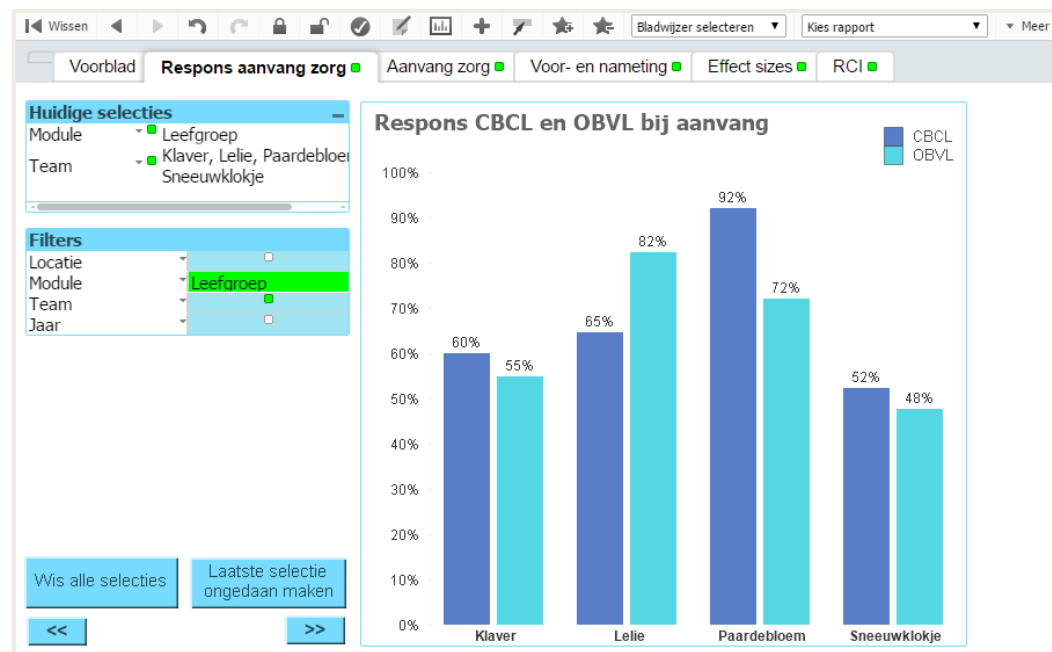 Wissen
Bladwijzer selecteren
Kies rapport
Meer
Voorblad
Respons aanvang zorg
Aanvang zorg
Voor- en nameting
Effect sizes
RCI
Huidige selecties
Module
Leefgroep
Team
Klaver, Lelie, Paardebloem
Sneeuwklokje
Filters
Locatie
Module
Leefgroep
Team
Jaar
Wis alle selecties
Laatste selectie
ongedaan maken
<<
>>
Respons CBCL en OBVL bij aanvang
CBCL
OBVL
100%
90%
80%
70%
60%
50%
40%
30%
20%
10%
0%
60%
55%
65%
82%
92%
72%
52%
48%
Klaver
Lelie
Paardebloem
Sneeuwklokje